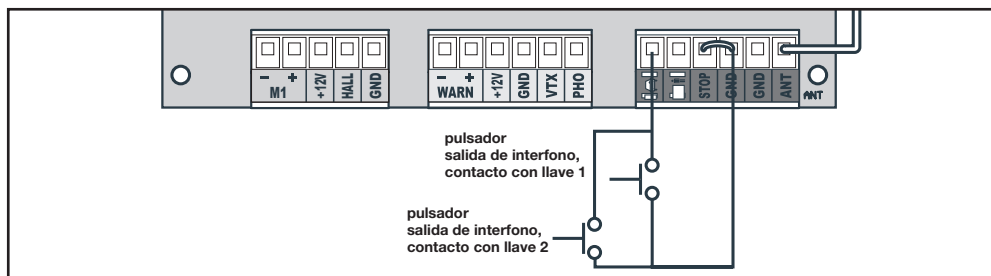 - + +12V HALL GND
M1
- + +12V GND VTX PHO
WARN
STOP GND GND ANT
ANT
pulsador
salida de interfono,
contacto con llave 1
pulsador
salida de interfono,
contacto con llave 2